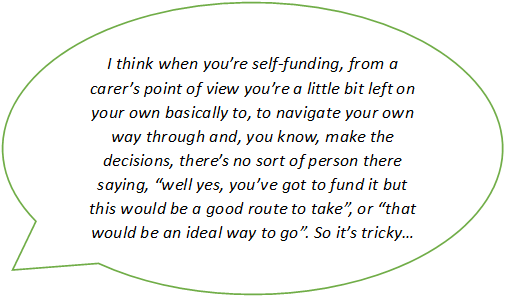 I think when you’re self-funding, from a
carer’s point of view you’re a little bit left on
your own basically to, to navigate your own
way through and, you know, make the
decisions, there’s no sort of person there
saying, “well yes, you’ve got to fund it but
this would be a good route to take”, or “that
would be an ideal way to go”. So it’s tricky…